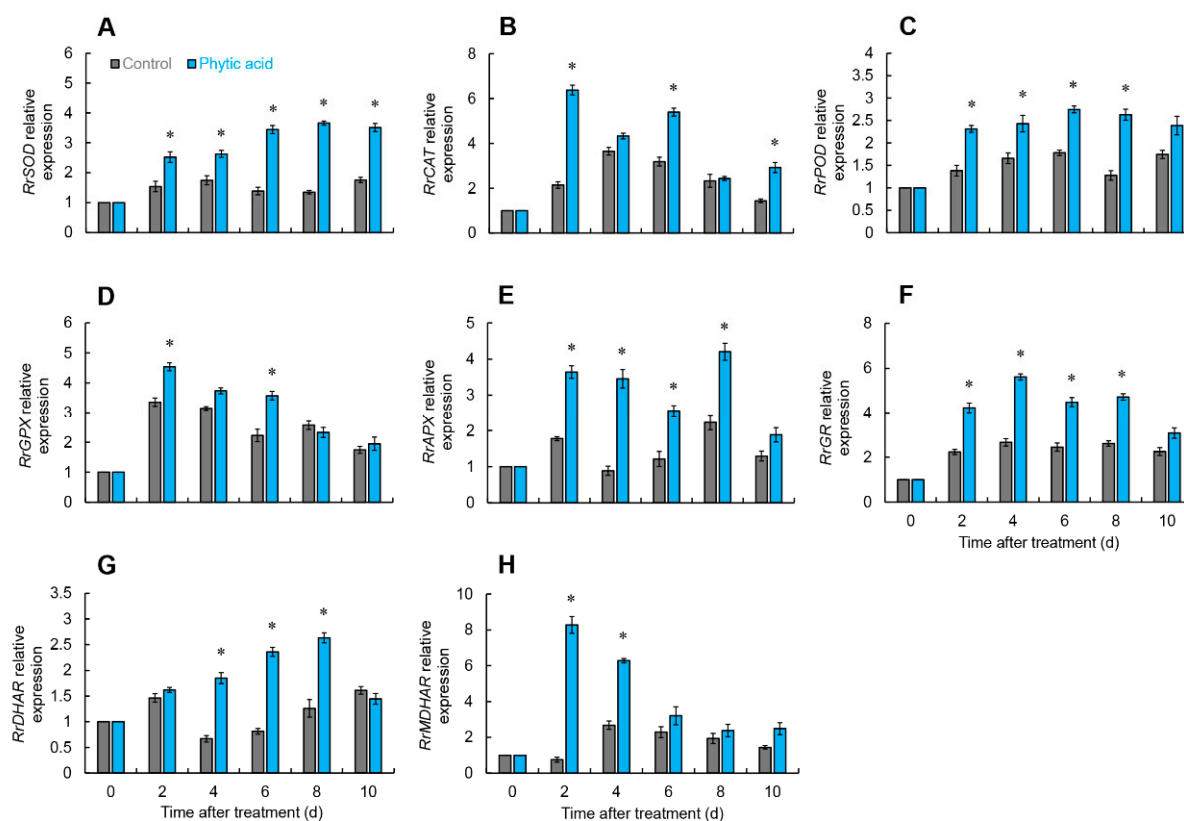 A
RrSOD relative
expression
6
5
4
3
2
1
0
Control
Phytic acid
* * * * *
B
RrCAT relative
expression
8
6
4
2
0
* * *
C
RrPOD relative
expression
3
2.5
2
1.5
1
0.5
* * * *
D
RrGPX relative
expression
6
5
4
3
2
1
0
* *
E
RrAPX relative
expression
5
4
3
2
1
0
* * * *
F
RrGR relative
expression
8
6
4
2
0
* * * *
0 2 4 6 8 10
Time after treatment (d)
G
RrDHAR relative
expression
3.5
3
2.5
2
1.5
1
0.5
0
* * *
0 2 4 6 8 10
Time after treatment (d)
H
RrMDHAR relative
expression
10
8
6
4
2
0
* *
0 2 4 6 8 10
Time after treatment (d)